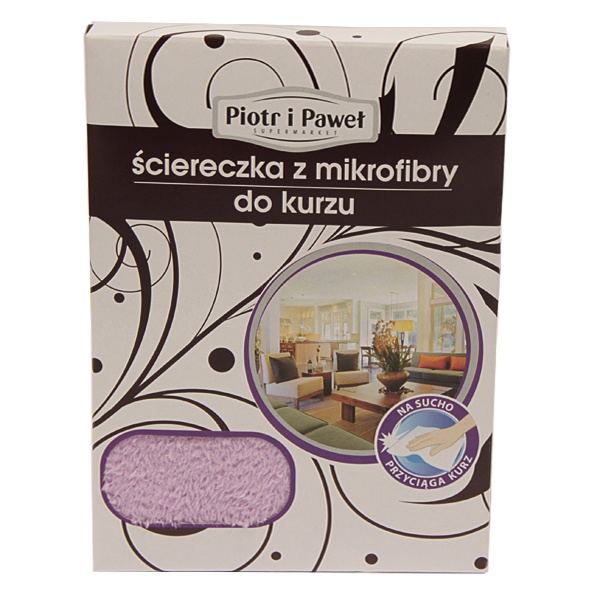 Piotr i Paweł
SUPERMARKET
ściereczka z mikrofibry
do kurzu
NA SUCHO
PRZYCIĄGA KURZ